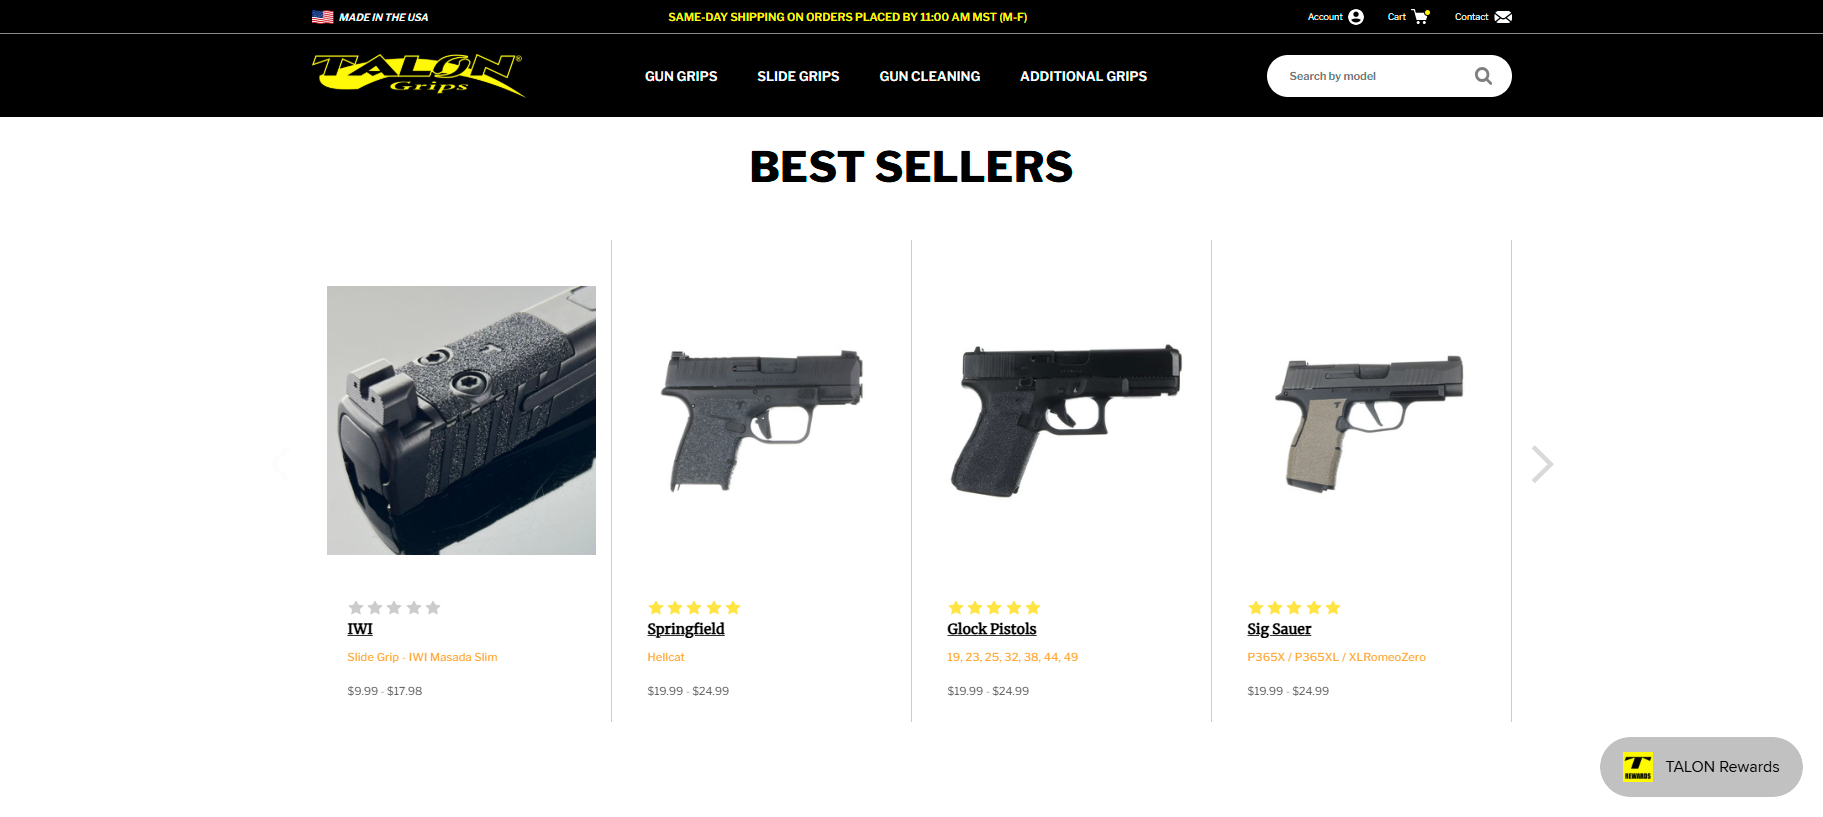 MADE IN THE USA
SAME-DAY SHIPPING ON ORDERS PLACED BY 11:00 AM MST (M-F)
Account
Cart
Contact
TALON®
Grips
GUN GRIPS
SLIDE GRIPS
GUN CLEANING
ADDITIONAL GRIPS
Search by model
BEST SELLERS
IWI
Slide Grip - IWI Masada Slim
$9.99 - $17.98
Springfield
Hellcat
$19.99 - $24.99
Glock Pistols
19, 23, 25, 32, 38, 44, 49
$19.99 - $24.99
Sig Sauer
P365X / P365XL / XLRomeoZero
$19.99 - $24.99
T
REWARDS
TALON Rewards